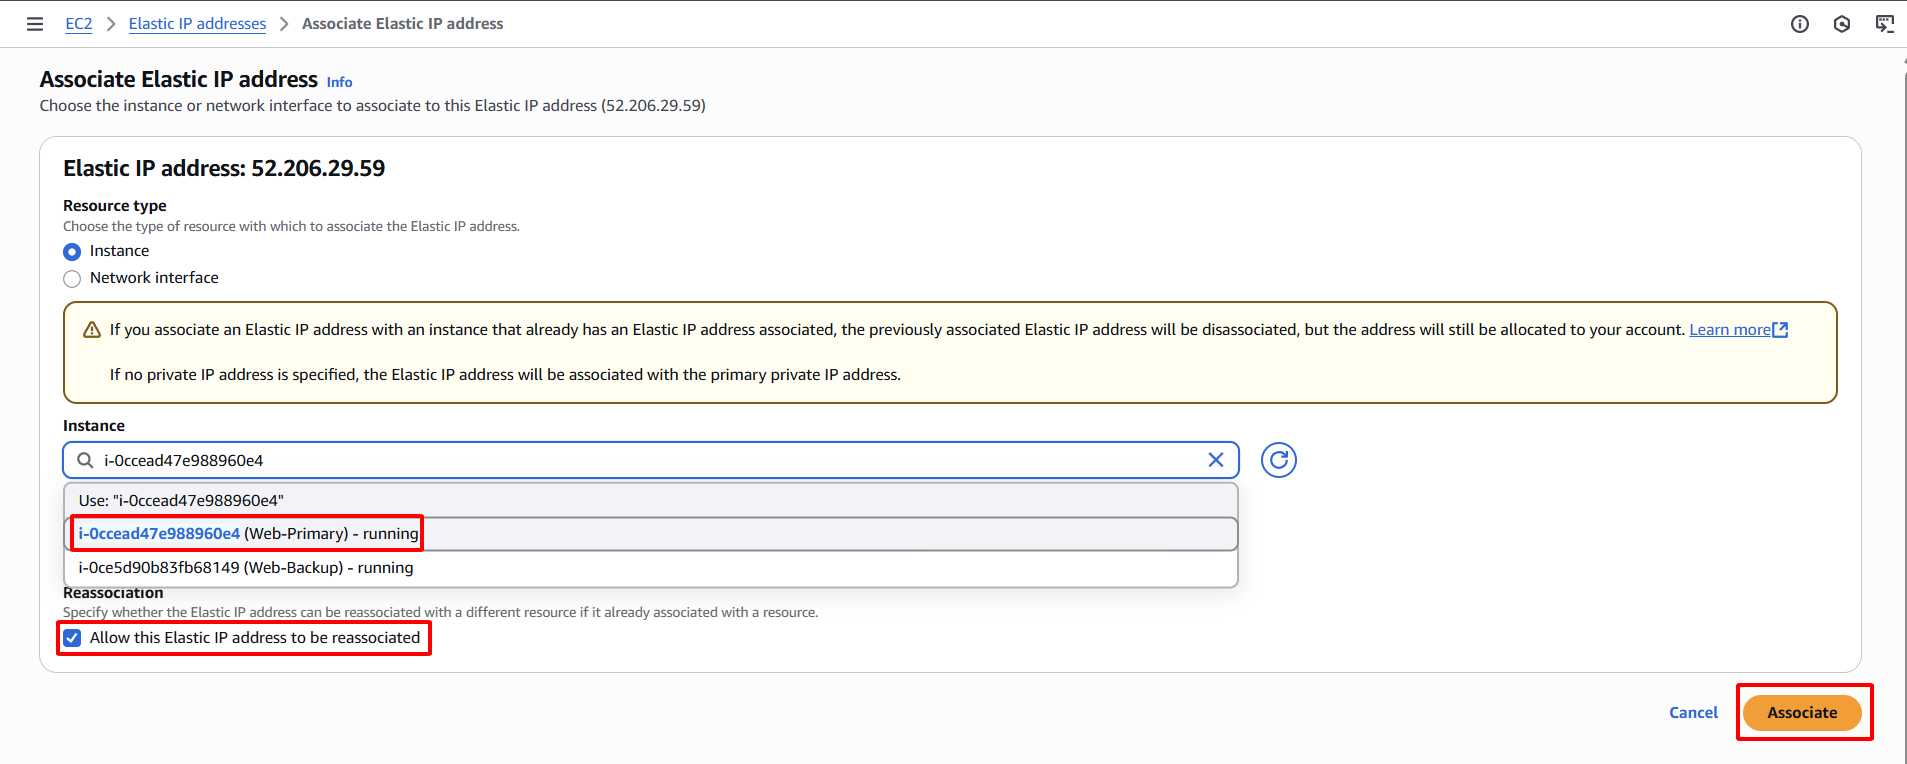 EC2 > Elastic IP addresses > Associate Elastic IP address
Associate Elastic IP address Info
Choose the instance or network interface to associate to this Elastic IP address (52.206.29.59)
Elastic IP address: 52.206.29.59
Resource type
Choose the type of resource with which to associate the Elastic IP address.
Instance
Network interface
If you associate an Elastic IP address with an instance that already has an Elastic IP address associated, the previously associated Elastic IP address will be disassociated, but the address will still be allocated to your account. Learn more
If no private IP address is specified, the Elastic IP address will be associated with the primary private IP address.
Instance
i-0ccead47e988960e4
Use: "i-0ccead47e988960e4"
i-0ccead47e988960e4 (Web-Primary) - running
i-0ce5d90b83fb68149 (Web-Backup) - running
Reassociation
Specify whether the Elastic IP address can be reassociated with a different resource if it already associated with a resource.
Allow this Elastic IP address to be reassociated
Cancel Associate